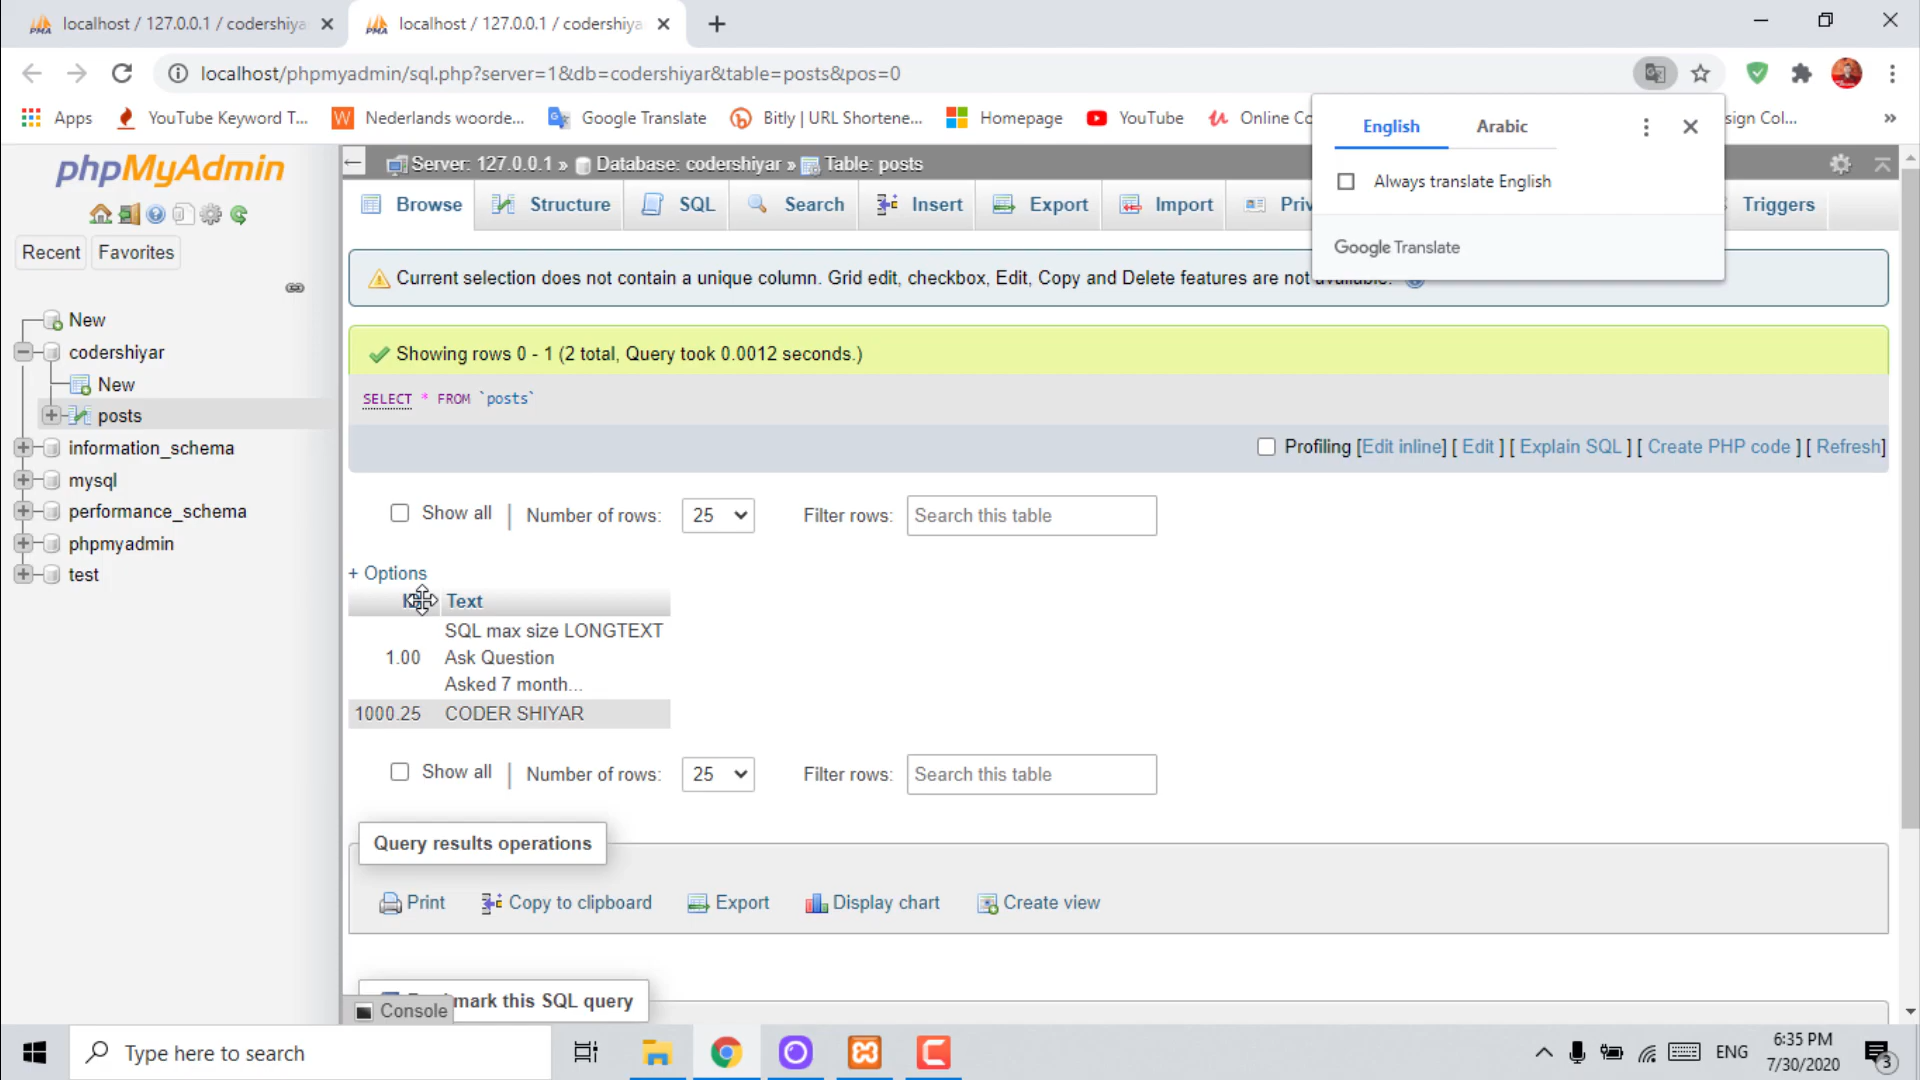 localhost / 127.0.0.1 / codershiya
localhost / 127.0.0.1 / codershiya
localhost/phpmyadmin/sql.php?server=1&db=codershiyar&table=posts&pos=0
Apps
YouTube Keyword T...
Nederlands woorde...
Google Translate
Bitly | URL Shortene...
Homepage
YouTube
Online Co
sign Col...
»
English
Arabic
Always translate English
Google Translate
phpMyAdmin
Recent
Favorites
New
codershiyar
New
posts
information_schema
mysql
performance_schema
phpmyadmin
test
Server: 127.0.0.1 » Database: codershiyar » Table: posts
Browse
Structure
SQL
Search
Insert
Export
Import
Priv
Triggers
Current selection does not contain a unique column. Grid edit, checkbox, Edit, Copy and Delete features are not available.
Showing rows 0 - 1 (2 total, Query took 0.0012 seconds.)
SELECT * FROM `posts`
Profiling [Edit inline] [ Edit ] [ Explain SQL ] [ Create PHP code ] [ Refresh]
Show all | Number of rows: 25 Filter rows: Search this table
+ Options
Text
SQL max size LONGTEXT
1.00 Ask Question
Asked 7 month...
1000.25 CODER SHIYAR
Show all | Number of rows: 25 Filter rows: Search this table
Query results operations
Print
Copy to clipboard
Export
Display chart
Create view
mark this SQL query
Console
Type here to search
ENG
6:35 PM
7/30/2020
3